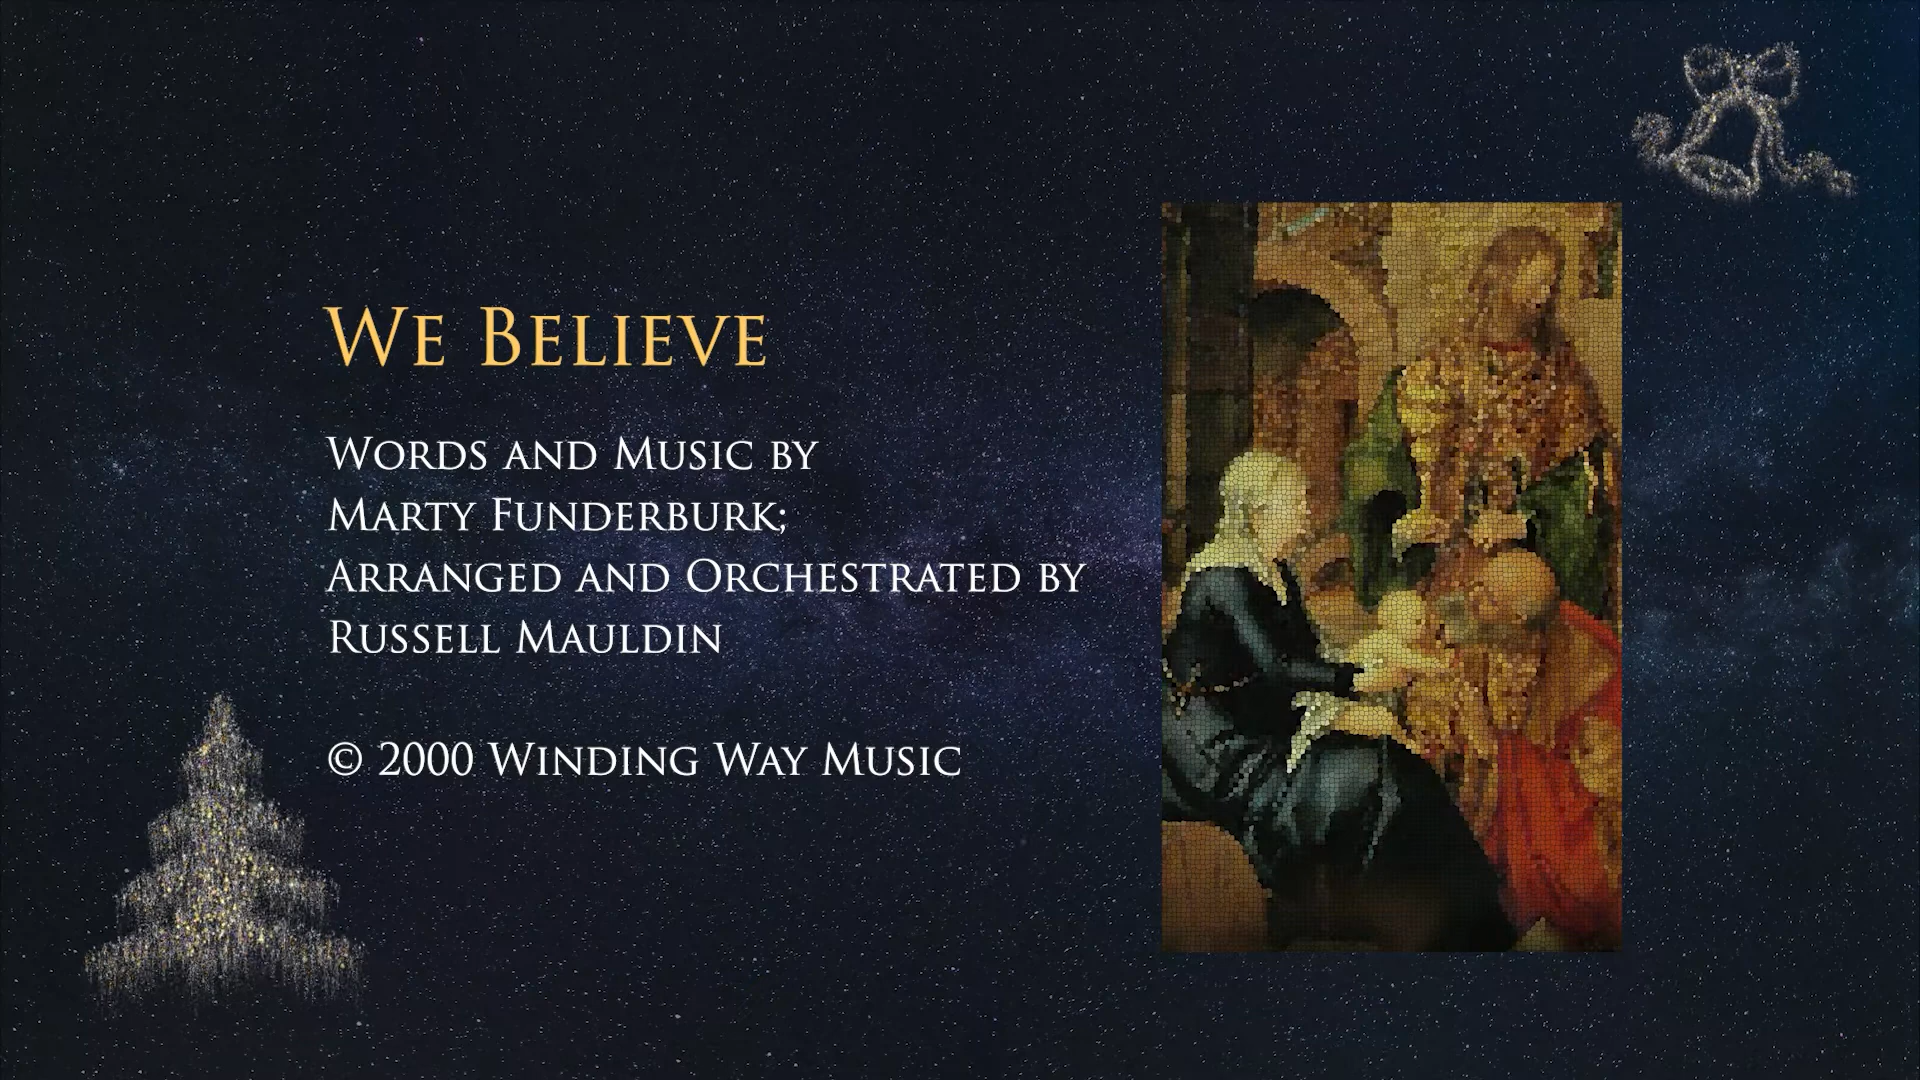 We Believe
Words and Music by
Marty Funderburk;
Arranged and Orchestrated by
Russell Mauldin
© 2000 Winding Way Music